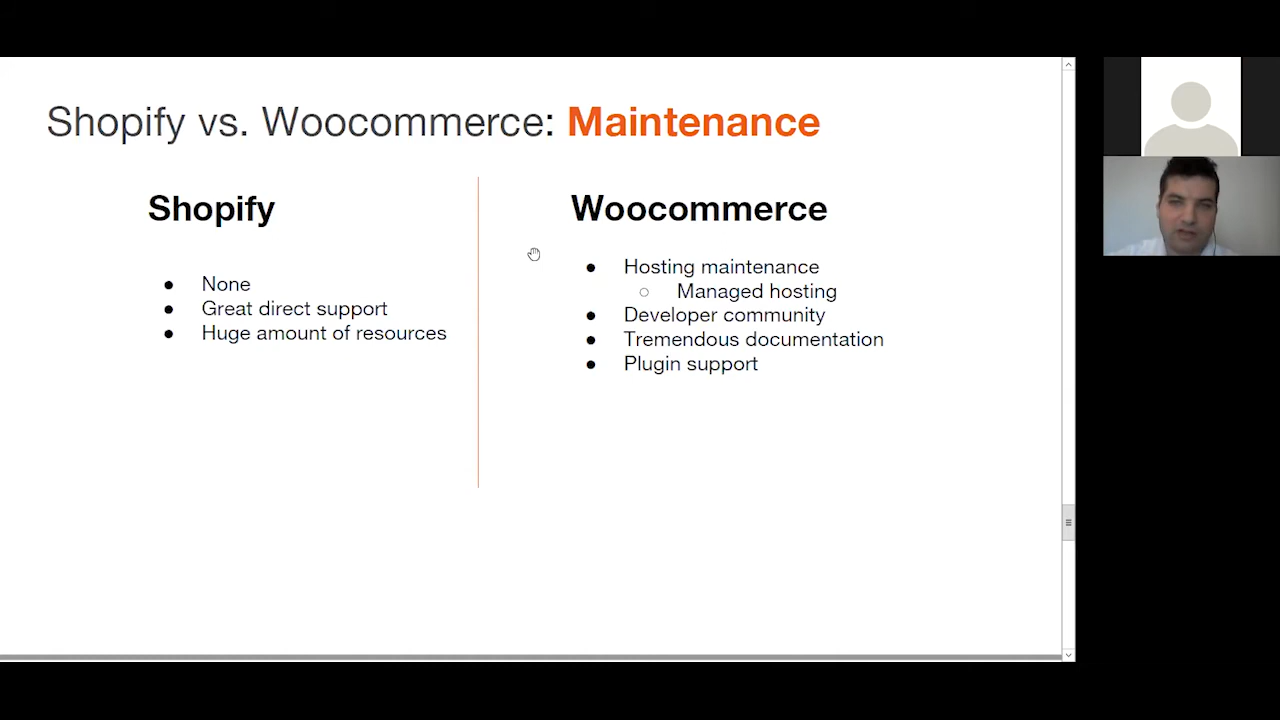 Shopify vs. Woocommerce: Maintenance
Shopify
● None
● Great direct support
● Huge amount of resources
Woocommerce
● Hosting maintenance
○ Managed hosting
● Developer community
● Tremendous documentation
● Plugin support